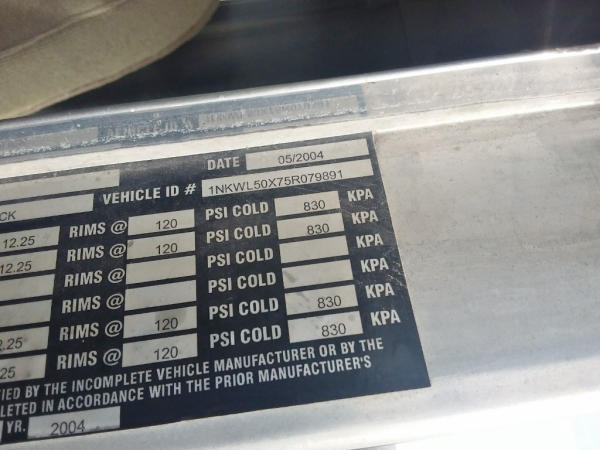 DATE 05/2004
CK VEHICLE ID # 1NKWL50X75R079891
12.25 RIMS @ 120 PSI COLD 830 KPA
12.25 RIMS @ 120 PSI COLD 830 KPA
RIMS @ PSI COLD KPA
RIMS @ PSI COLD KPA
2.25 RIMS @ 120 PSI COLD 830 KPA
25 RIMS @ 120 PSI COLD 830 KPA
FIED BY THE INCOMPLETE VEHICLE MANUFACTURER OR BY THE
PLETED IN ACCORDANCE WITH THE PRIOR MANUFACTURER'S
YR. 2004